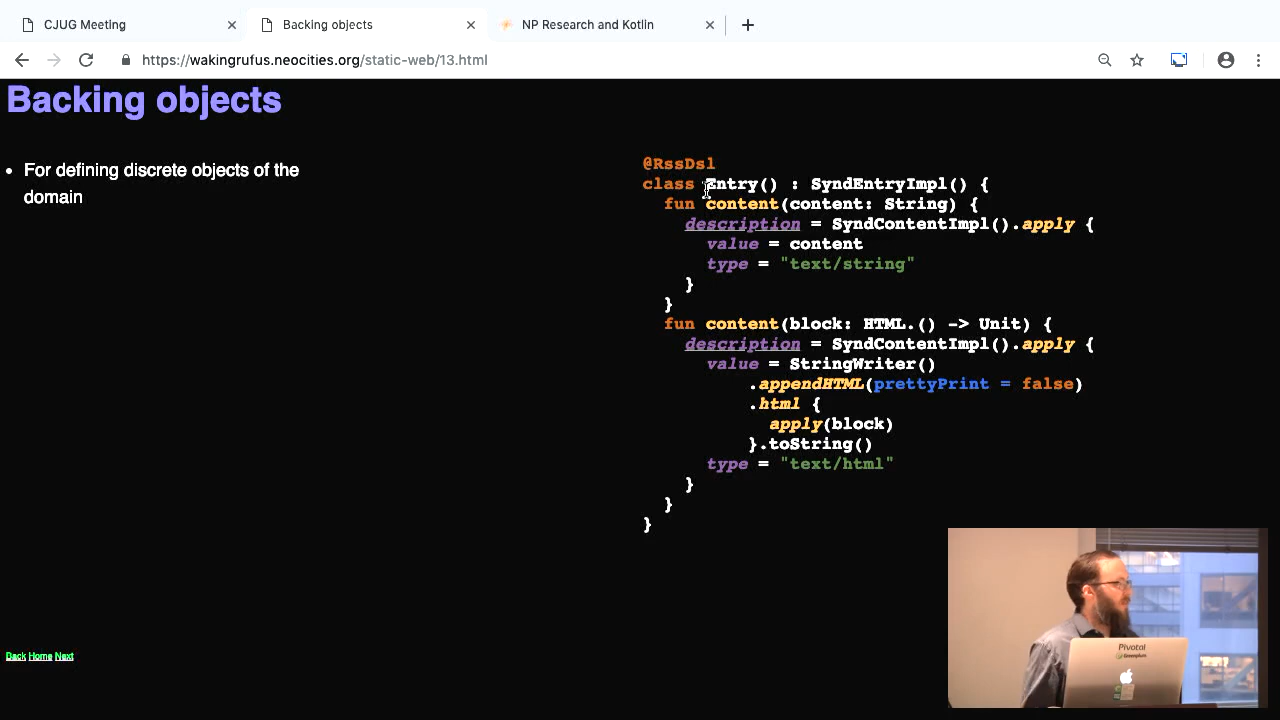 CJUG Meeting
Backing objects
NP Research and Kotlin
https://wakingrufus.neocities.org/static-web/13.html
Backing objects
• For defining discrete objects of the
domain
@RssDsl
class Entry() : SyndEntryImpl() {
fun content(content: String) {
description = SyndContentImpl().apply {
value = content
type = "text/string"
}
}
fun content(block: HTML.() -> Unit) {
description = SyndContentImpl().apply {
value = StringWriter()
.appendHTML(prettyPrint = false)
.html {
apply(block)
}.toString()
type = "text/html"
}
}
}
Back Home Next
Pivotal
Greenplum